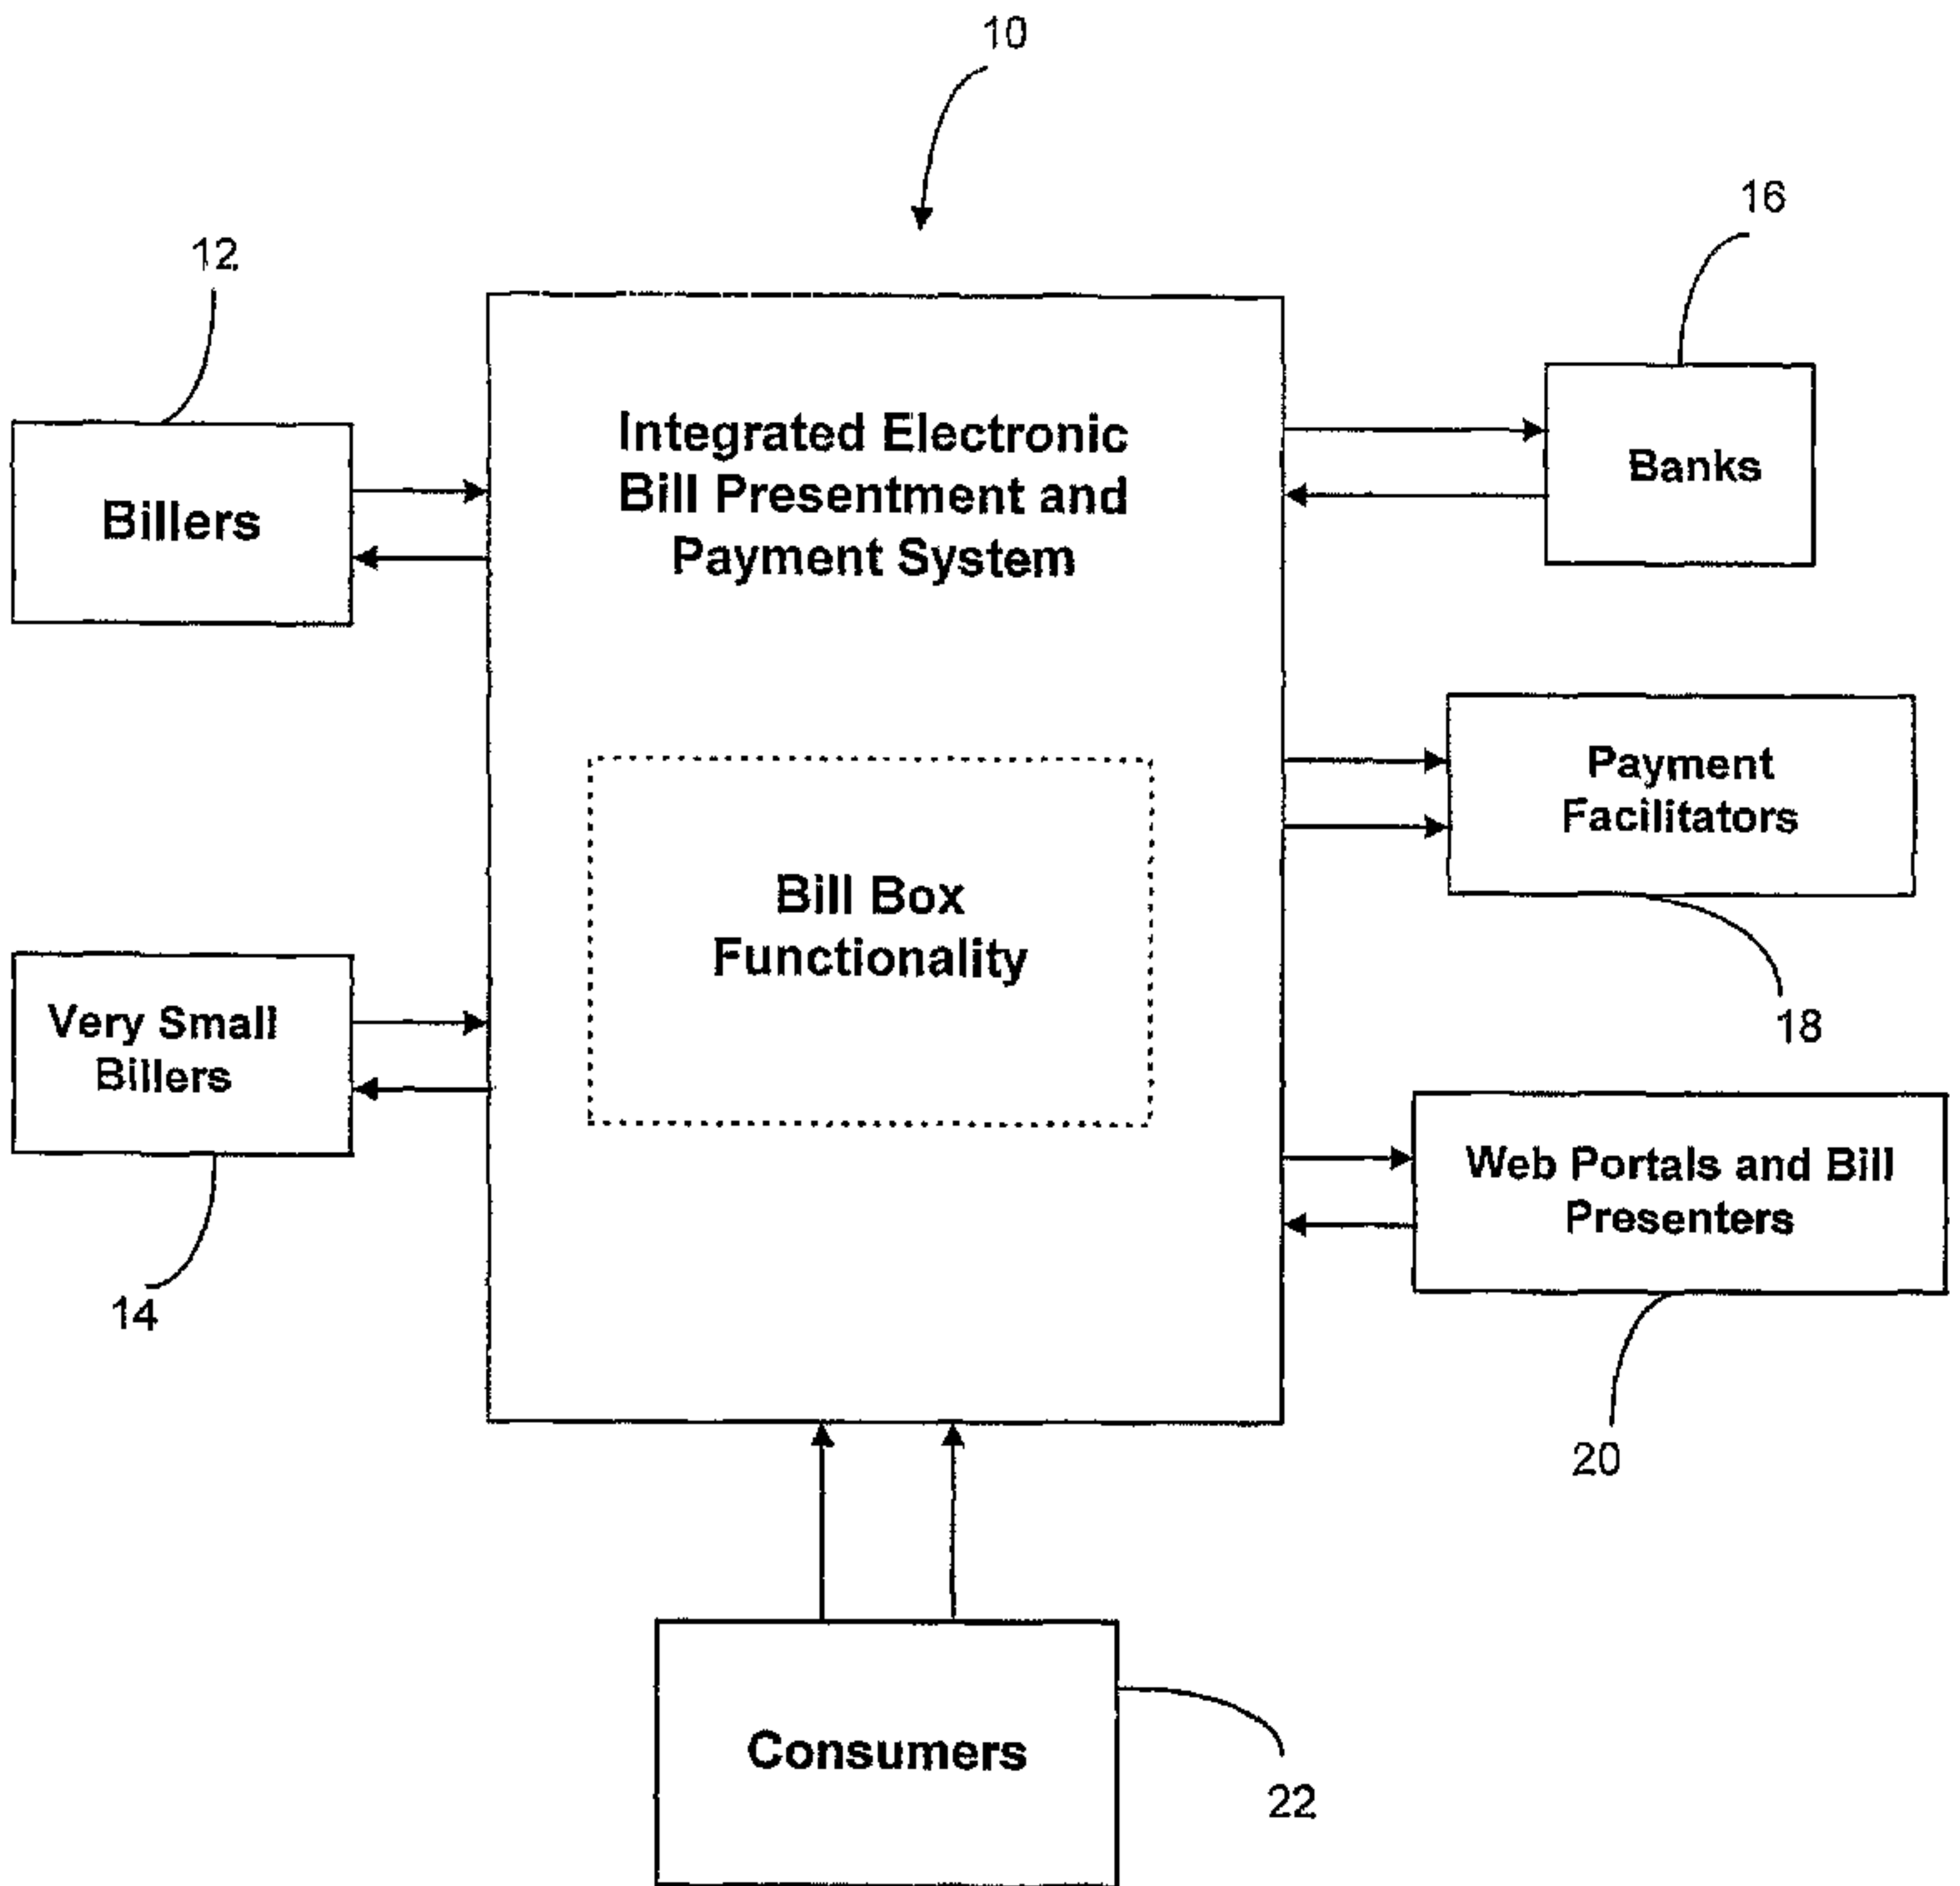 10
16
12
Integrated Electronic
Bill Presentment and
Payment System
Banks
Billers
Payment
Facilitators
Bill Box
Functionality
Very Small
Billers
18
Web Portals and Bill
Presenters
14
20
Consumers
22